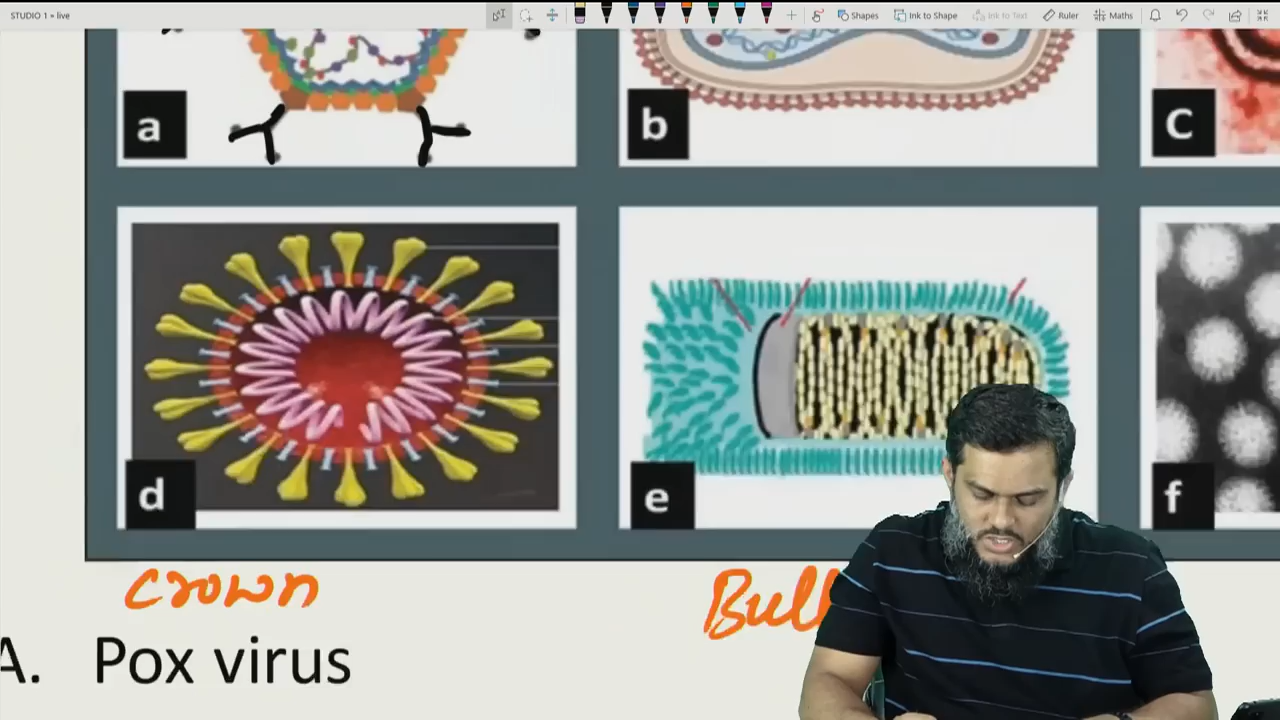 STUDIO 1 • live
Shapes
Ink to Shape
Ink to Text
Ruler
Maths
a
b
C
d
e
f
Crown
A. Pox virus